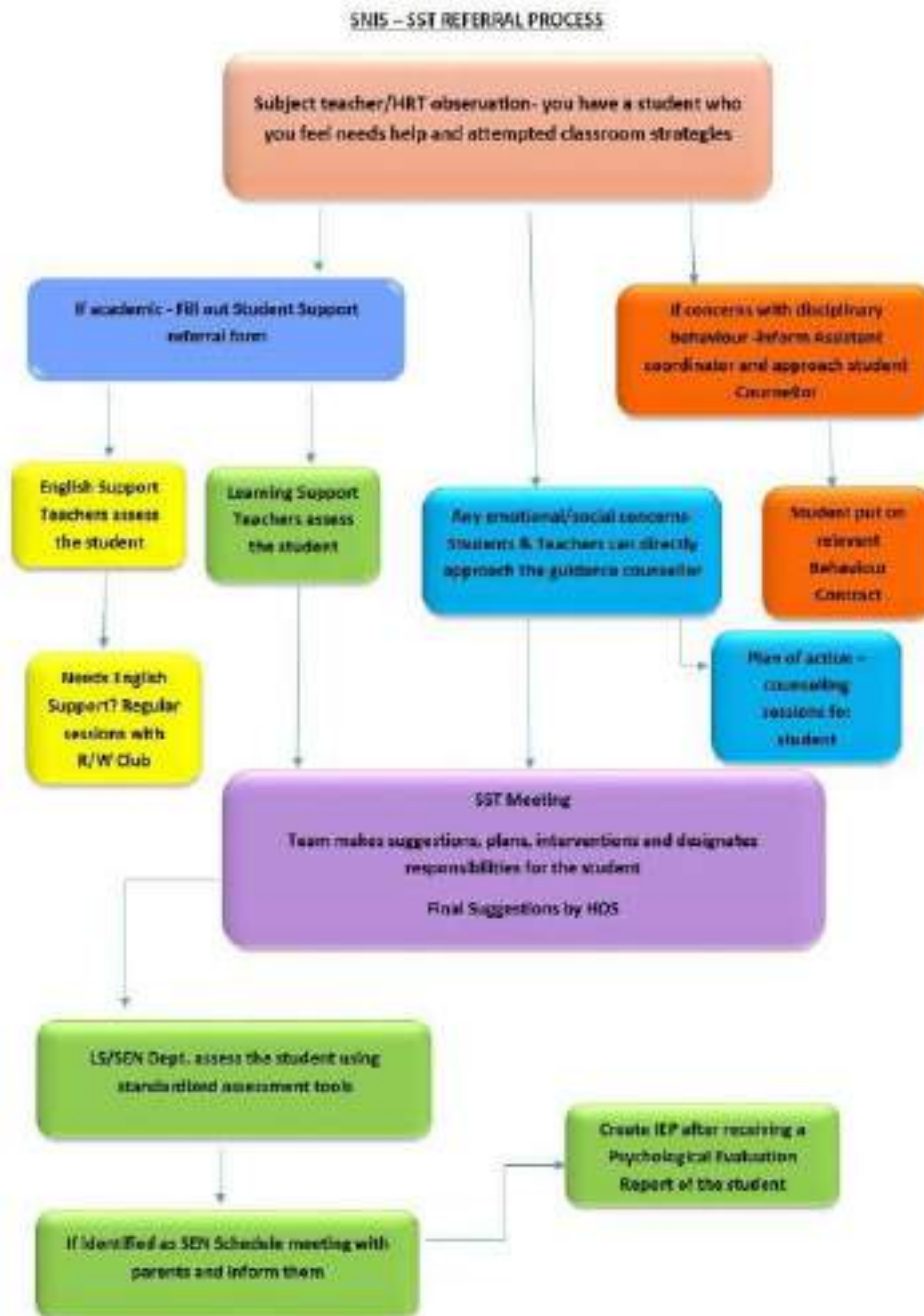 SNIS – SST REFERRAL PROCESS
Subject teacher/HRT observation- you have a student who
you feel needs help and attempted classroom strategies
If academic - Fill out Student Support
referral form
If concerns with disciplinary
behaviour -Inform Assistant
coordinator and approach student
Counsellor
English Support
Teachers assess
the student
Learning Support
Teachers assess
the student
Any emotional/social concerns
Students & Teachers can directly
approach the guidance counsellor
Student put on
relevant
Behaviour
Contract
Needs English
Support? Regular
sessions with
R/W Club
Plan of action –
counselling
sessions for
student
SST Meeting
Team makes suggestions, plans, interventions and designates
responsibilities for the student
Final Suggestions by HOS
LS/SEN Dept. assess the student using
standardized assessment tools
Create IEP after receiving a
Psychological Evaluation
Report of the student
If Identified as SEN Schedule meeting with
parents and inform them